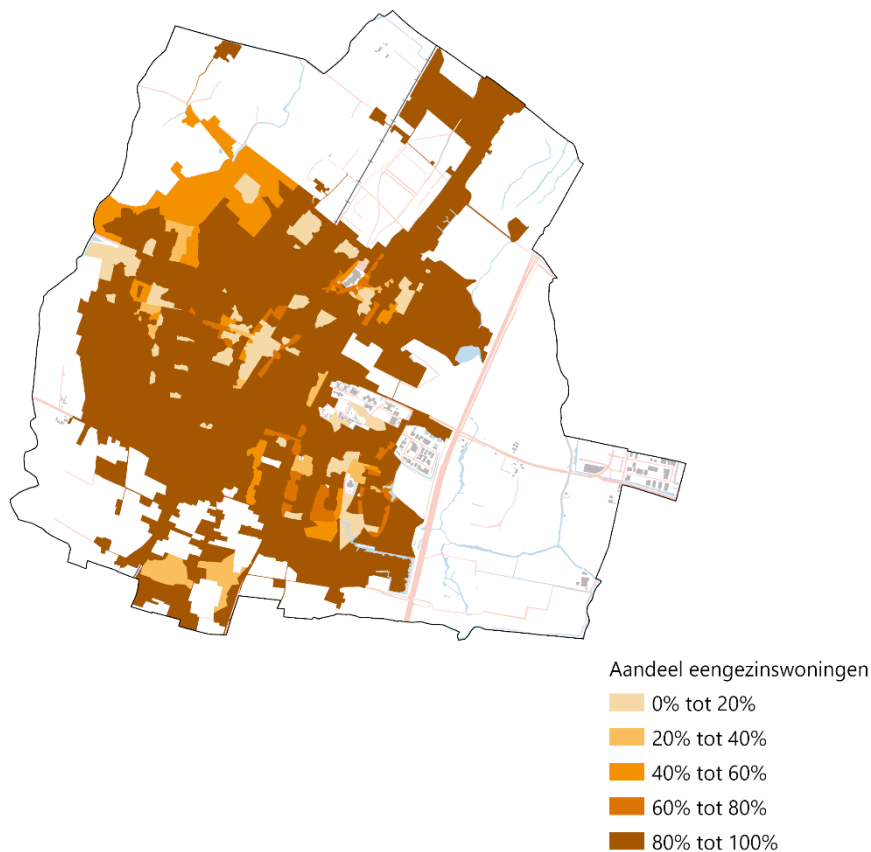 Aandeel eengezinswoningen
0% tot 20%
20% tot 40%
40% tot 60%
60% tot 80%
80% tot 100%